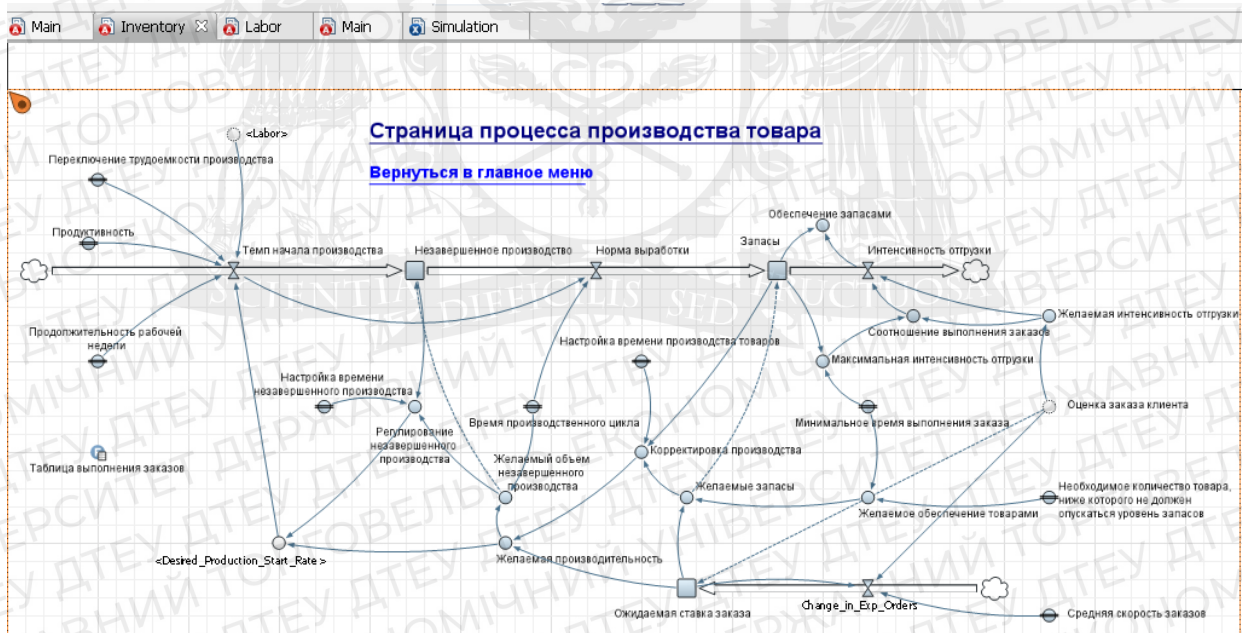 Main
Inventory
Labor
Main
Simulation
<Labor>
Страница процесса производства товара
Переключение трудоемкости производства
Вернуться в главное меню
Продуктивность
Обеспечение запасами
Темп начала производства
Незавершенное производство
Норма выработки
Запасы
Интенсивность отгрузки
Желаемая интенсивность отгрузки
Продолжительность рабочей
недели
Соотношение выполнения заказов
Настройка времени производства товаров
Максимальная интенсивность отгрузки
Настройка времени
незавершенного производства
Оценка заказа клиента
Время производственного цикла
Минимальное время выполнения заказа
Регулирование
незавершенного
производства
Корректировка производства
Таблица выполнения заказов
Желаемый объем
незавершенного
производства
Желаемые запасы
Необходимое количество товара,
ниже которого не должен
опускаться уровень запасов
Желаемое обеспечение товарами
<Desired_Production_Start_Rate>
Желаемая производительность
Ожидаемая ставка заказа
Change_in_Exp_Orders
Средняя скорость заказов